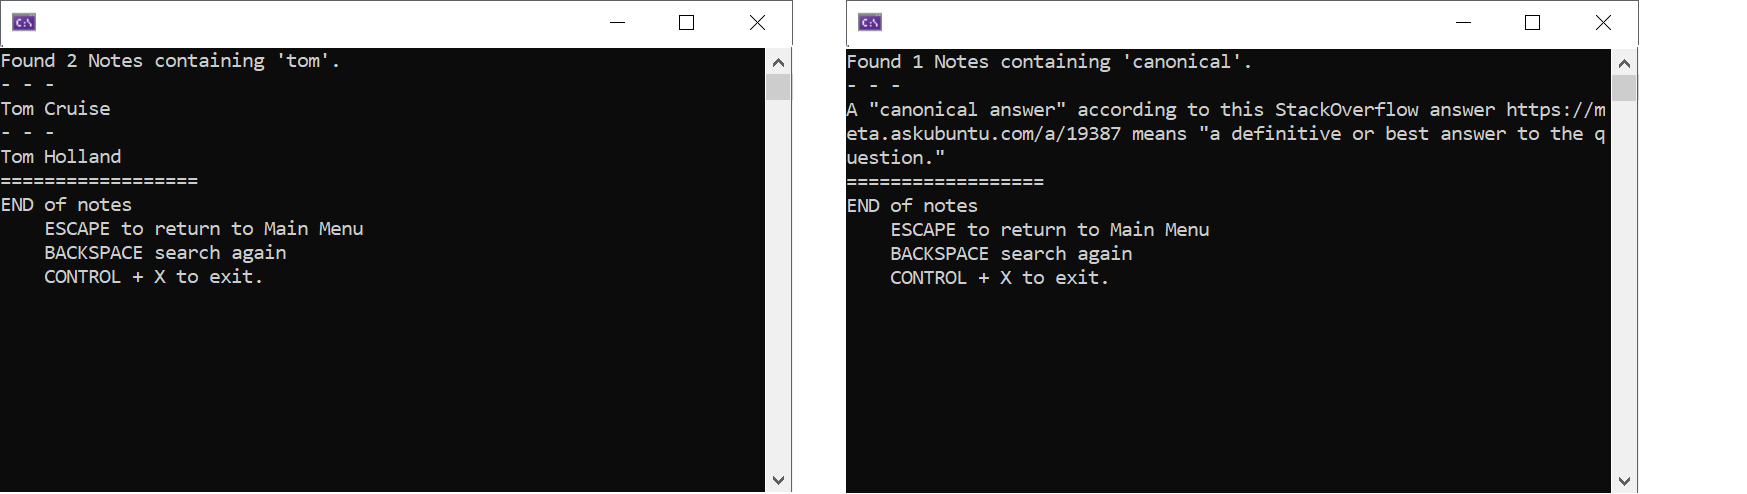 C:\
Found 2 Notes containing 'tom'.
- - -
Tom Cruise
- - -
Tom Holland
==================
END of notes
    ESCAPE to return to Main Menu
    BACKSPACE search again
    CONTROL + X to exit.
C:\
Found 1 Notes containing 'canonical'.
- - -
A "canonical answer" according to this StackOverflow answer https://m
eta.askubuntu.com/a/19387 means "a definitive or best answer to the q
uestion."
==================
END of notes
    ESCAPE to return to Main Menu
    BACKSPACE search again
    CONTROL + X to exit.